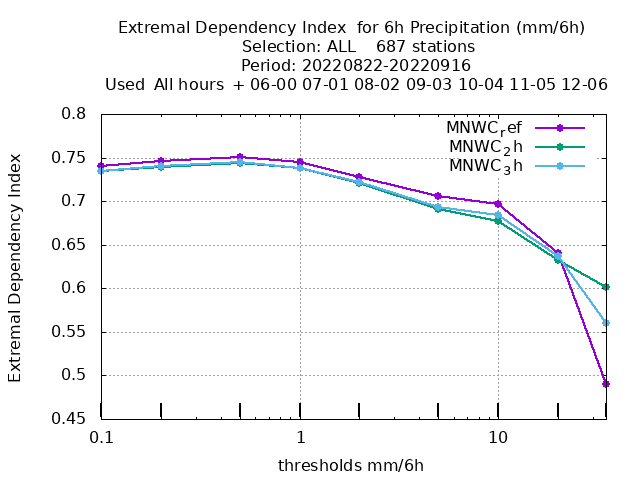 Extremal Dependency Index  for 6h Precipitation (mm/6h)
Selection: ALL    687 stations
Period: 20220822-20220916
Used  All hours  + 06-00 07-01 08-02 09-03 10-04 11-05 12-06
Extremal Dependency Index
0.8
0.75
0.7
0.65
0.6
0.55
0.5
0.45
MNWCref
MNWC2h
MNWC3h
0.1 1 10
thresholds mm/6h